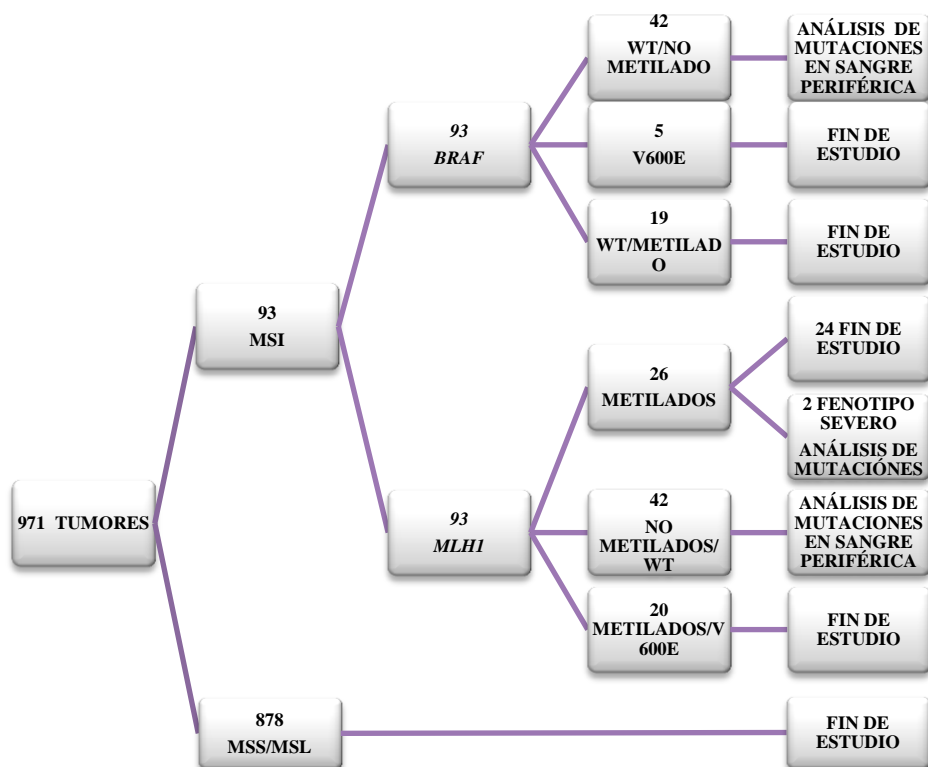 971 TUMORES
93
MSI
878
MSS/MSL
93
BRAF
93
MLH1
42
WT/NO
METILADO
5
V600E
19
WT/METILAD
O
26
METILADOS
42
NO
METILADOS/
WT
20
METILADOS/V
600E
ANÁLISIS DE
MUTACIONES
EN SANGRE
PERIFÉRICA
FIN DE
ESTUDIO
FIN DE
ESTUDIO
24 FIN DE
ESTUDIO
2 FENOTIPO
SEVERO
ANÁLISIS DE
MUTACIÓNES
ANÁLISIS DE
MUTACIONES
EN SANGRE
PERIFÉRICA
FIN DE
ESTUDIO
FIN DE
ESTUDIO